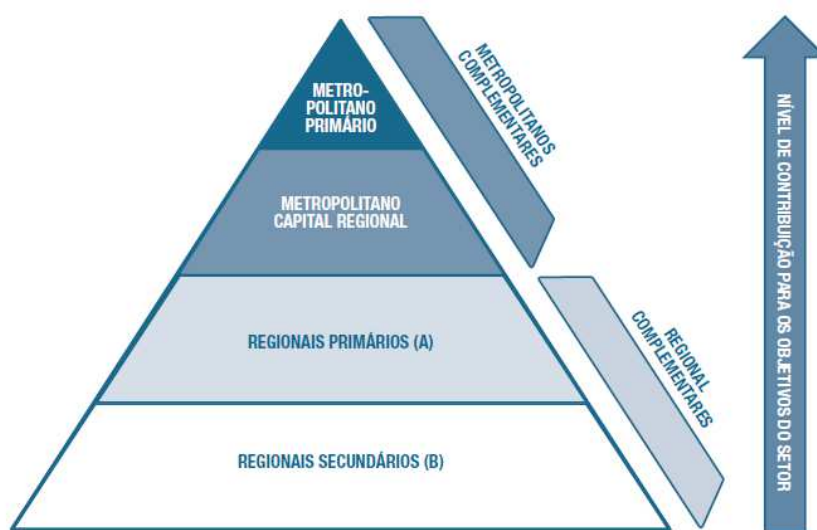 METRO-
POLITANO
PRIMÁRIO
METROPOLITANO
CAPITAL REGIONAL
REGIONAIS PRIMÁRIOS (A)
REGIONAIS SECUNDÁRIOS (B)
METROPOLITANOS
COMPLEMENTARES
REGIONAL
COMPLEMENTARES
NÍVEL DE CONTRIBUIÇÃO PARA OS OBJETIVOS DO SETOR